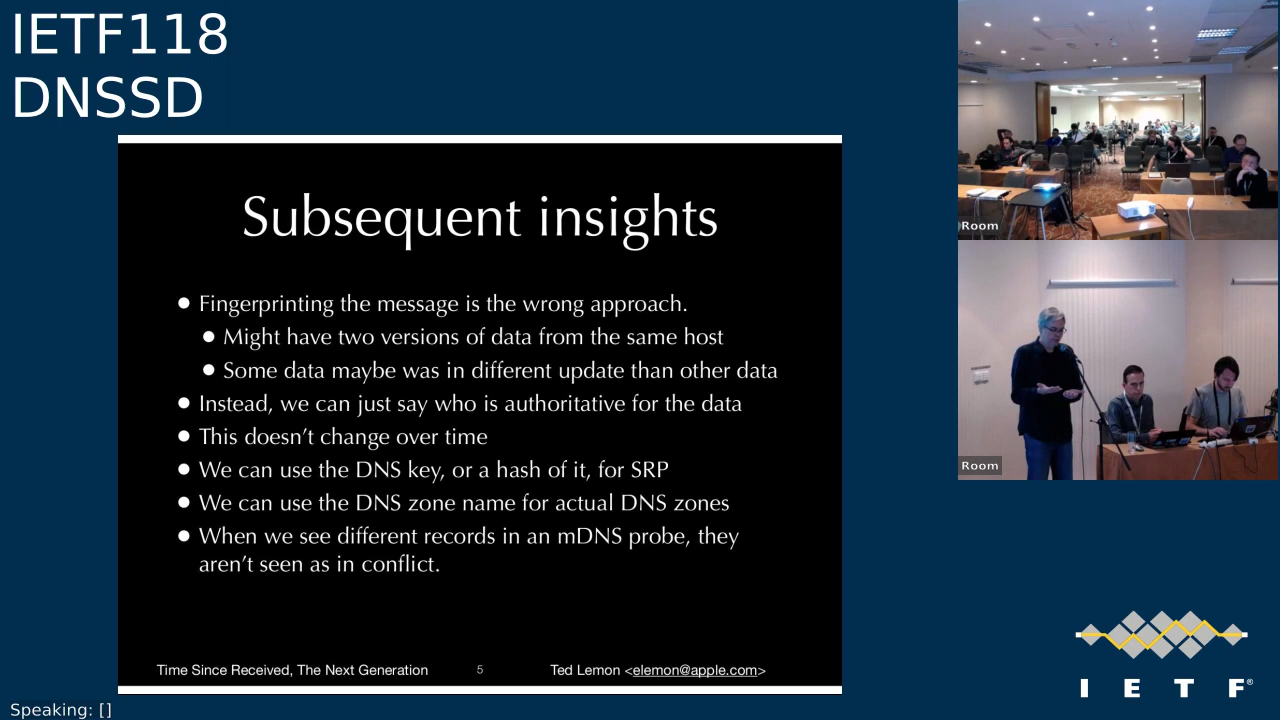 IETF118
DNSSD
Subsequent insights
● Fingerprinting the message is the wrong approach.
● Might have two versions of data from the same host
● Some data maybe was in different update than other data
● Instead, we can just say who is authoritative for the data
● This doesn’t change over time
● We can use the DNS key, or a hash of it, for SRP
● We can use the DNS zone name for actual DNS zones
● When we see different records in an mDNS probe, they
aren’t seen as in conflict.
Time Since Received, The Next Generation 5 Ted Lemon <elemon@apple.com>
Room
Room
I E T F®
Speaking: []